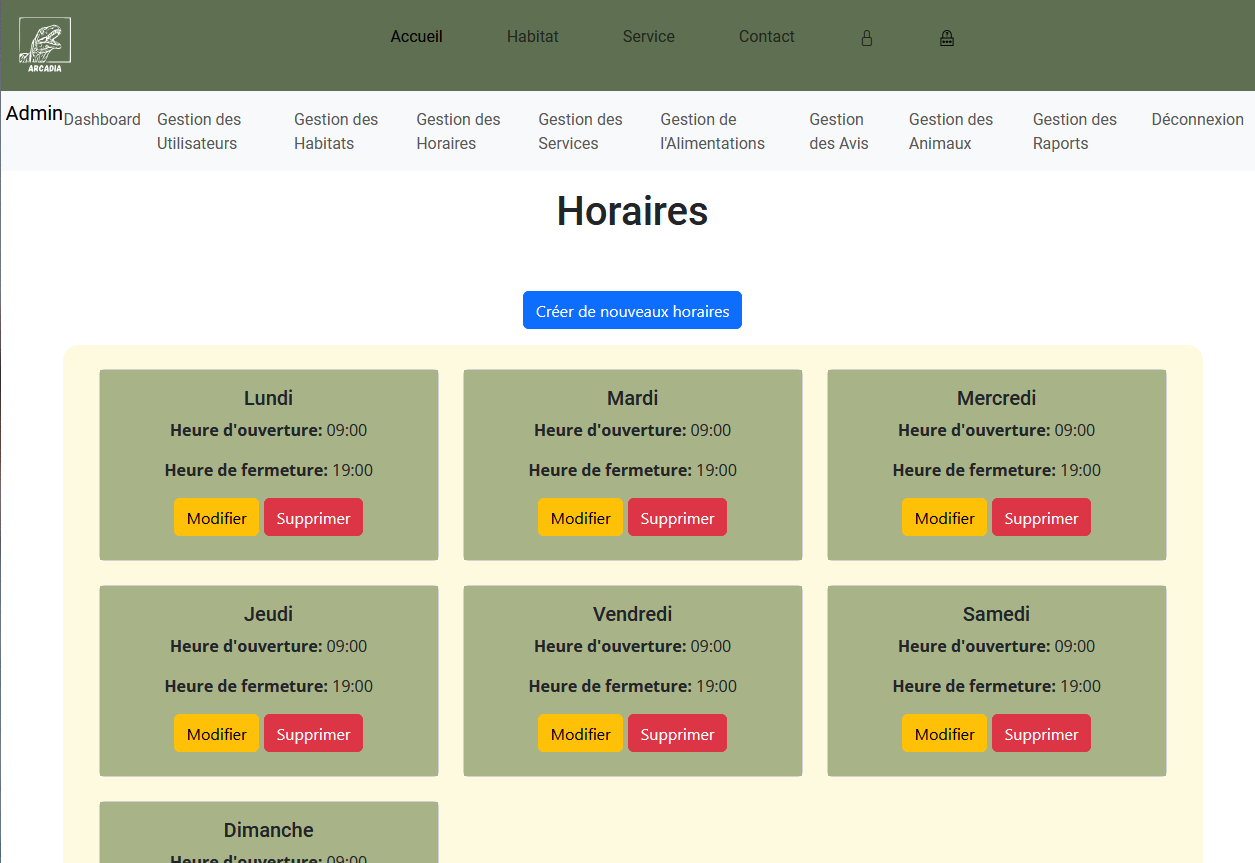 ARCADIA
Accueil Habitat Service Contact
Admin Dashboard Gestion des Utilisateurs Gestion des Habitats Gestion des Horaires Gestion des Services Gestion de l'Alimentations Gestion des Avis Gestion des Animaux Gestion des Raports Déconnexion
Horaires
Créer de nouveaux horaires
Lundi
Heure d'ouverture: 09:00
Heure de fermeture: 19:00
Modifier Supprimer
Mardi
Heure d'ouverture: 09:00
Heure de fermeture: 19:00
Modifier Supprimer
Mercredi
Heure d'ouverture: 09:00
Heure de fermeture: 19:00
Modifier Supprimer
Jeudi
Heure d'ouverture: 09:00
Heure de fermeture: 19:00
Modifier Supprimer
Vendredi
Heure d'ouverture: 09:00
Heure de fermeture: 19:00
Modifier Supprimer
Samedi
Heure d'ouverture: 09:00
Heure de fermeture: 19:00
Modifier Supprimer
Dimanche
Heure d'ouverture: 09:00